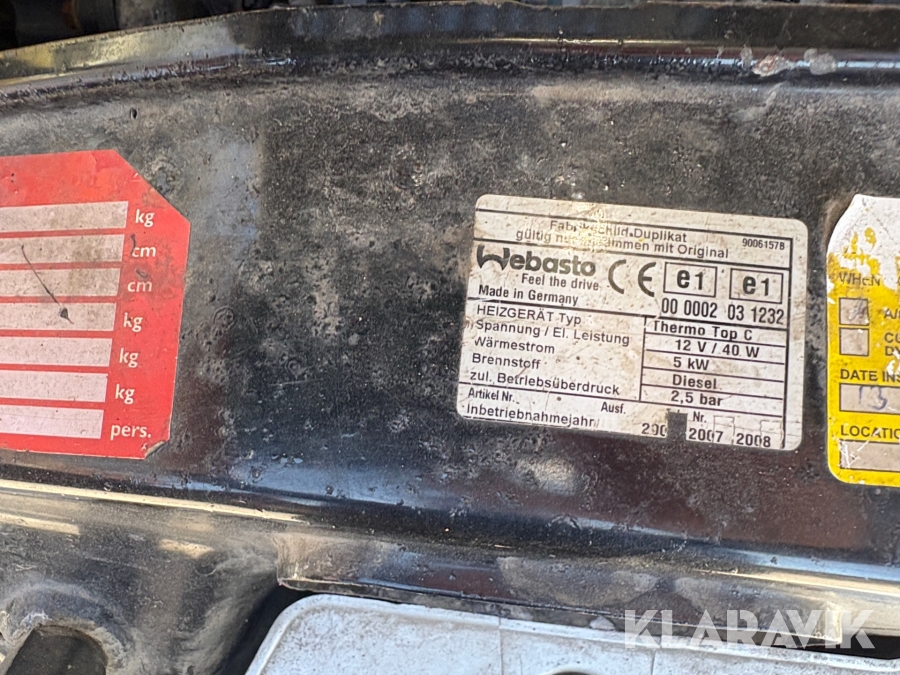 kg
cm
cm
kg
kg
kg
pers.
Fabrikschild-Duplikat
gültig nur zusammen mit Original
9006157B
Webasto
Feel the drive
Made in Germany
CE e1 e1
00 0002 03 1232
HEIZGERÄT Typ Thermo Top C
Spannung / El. Leistung 12 V / 40 W
Wärmestrom 5 kW
Brennstoff Diesel
zul. Betriebsüberdruck 2,5 bar
Artikel Nr. Ausf. Nr.
Inbetriebnahmejahr 200 2007 2008
WHEN
DATE INS
LOCATIO
KLARAVIK